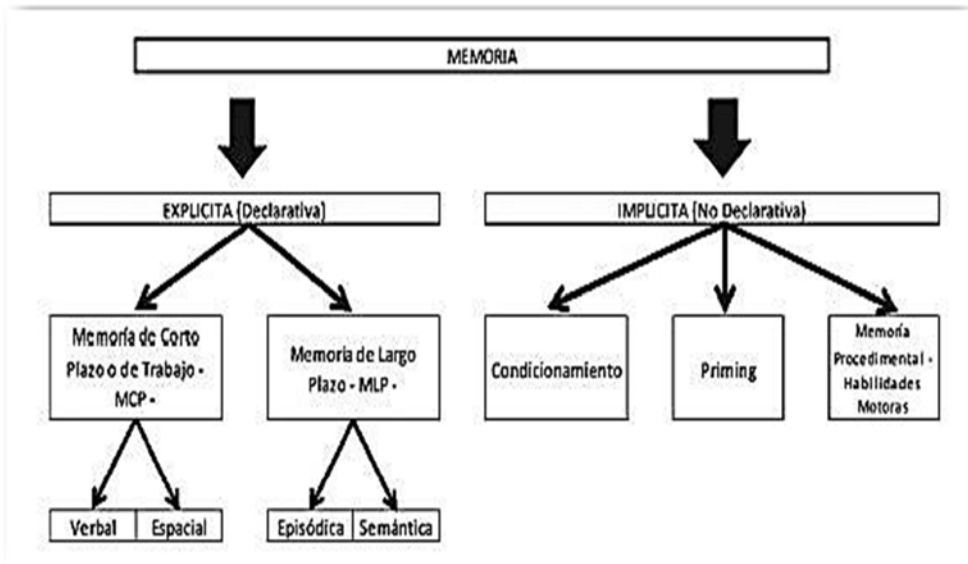 MEMORIA
EXPLICITA (Declarativa)
IMPLICITA (No Declarativa)
Memoria de Corto
Plazo o de Trabajo -
MCP -
Memoria de Largo
Plazo - MLP -
Condicionamiento
Priming
Memoria
Procedimental -
Habilidades
Motoras
Verbal
Espacial
Episódica
Semántica